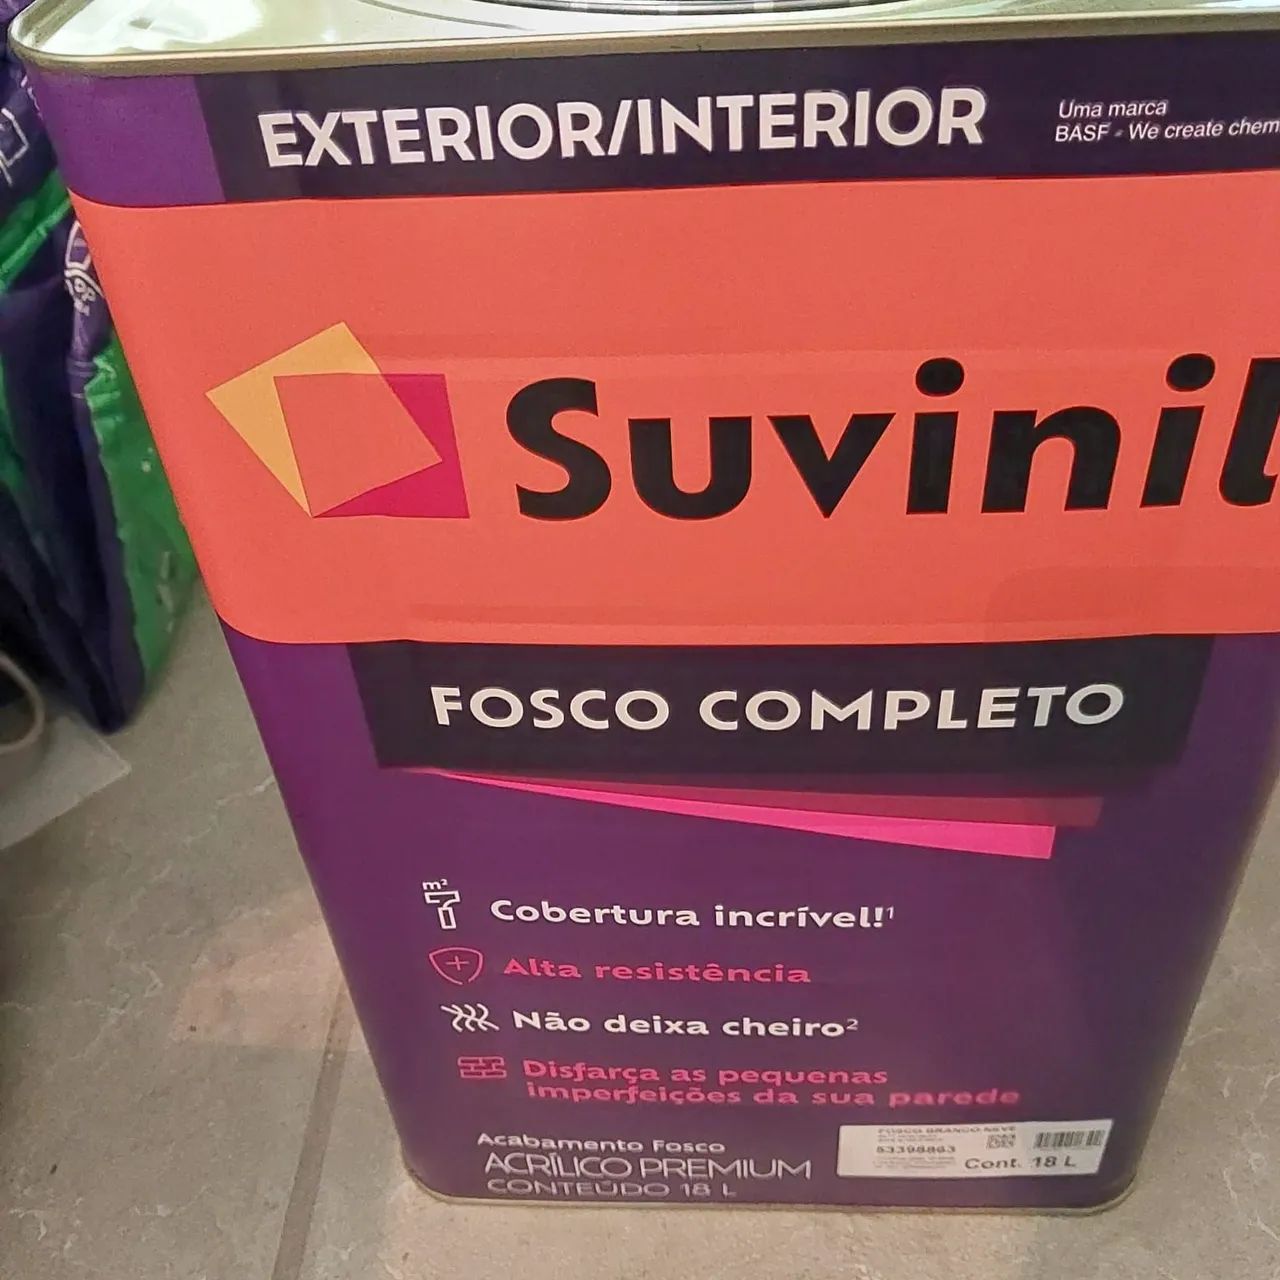 EXTERIOR/INTERIOR
Uma marca
BASF - We create chem
Suvinil
FOSCO COMPLETO
m²
Cobertura incrível!¹
Alta resistência
Não deixa cheiro²
Disfarça as pequenas
imperfeições da sua parede
Acabamento Fosco
ACRÍLICO PREMIUM
CONTEÚDO 18 L
FOSCO BRANCO NEVE
53398863
Cont. 18 L